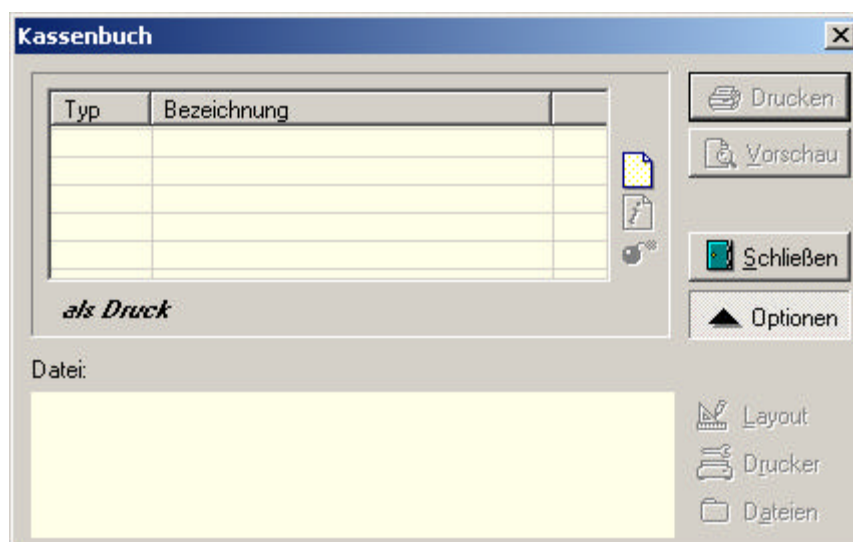 Kassenbuch
Typ Bezeichnung
Drucken
Vorschau
Schließen
als Druck
Optionen
Datei:
Layout
Drucker
Dateien